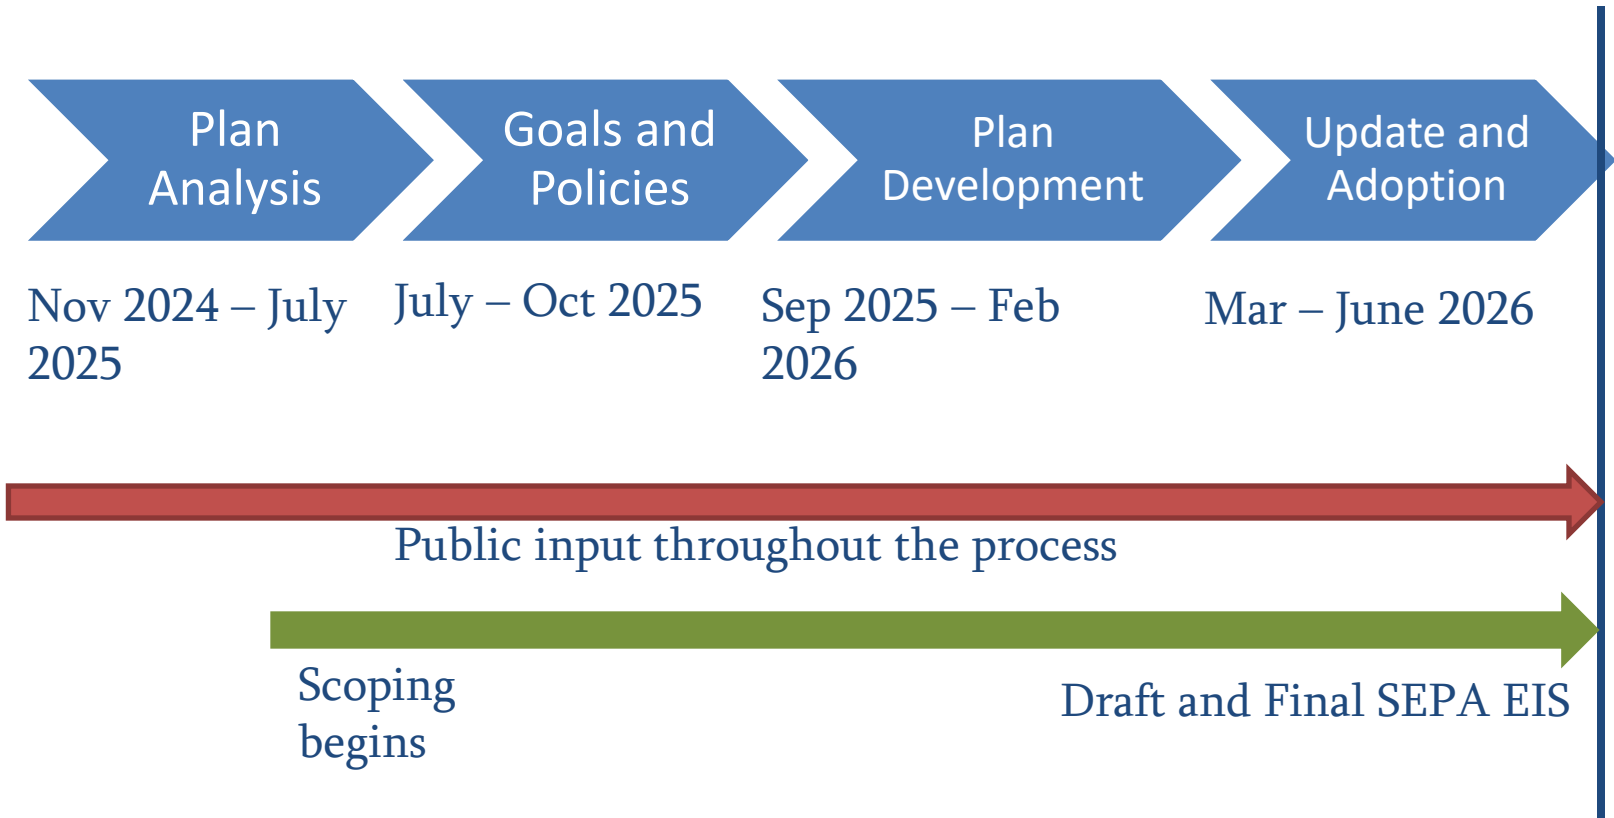 Plan
Analysis
Goals and
Policies
Plan
Development
Update and
Adoption
Nov 2024 – July
2025
July – Oct 2025
Sep 2025 – Feb
2026
Mar – June 2026
Public input throughout the process
Scoping
begins
Draft and Final SEPA EIS